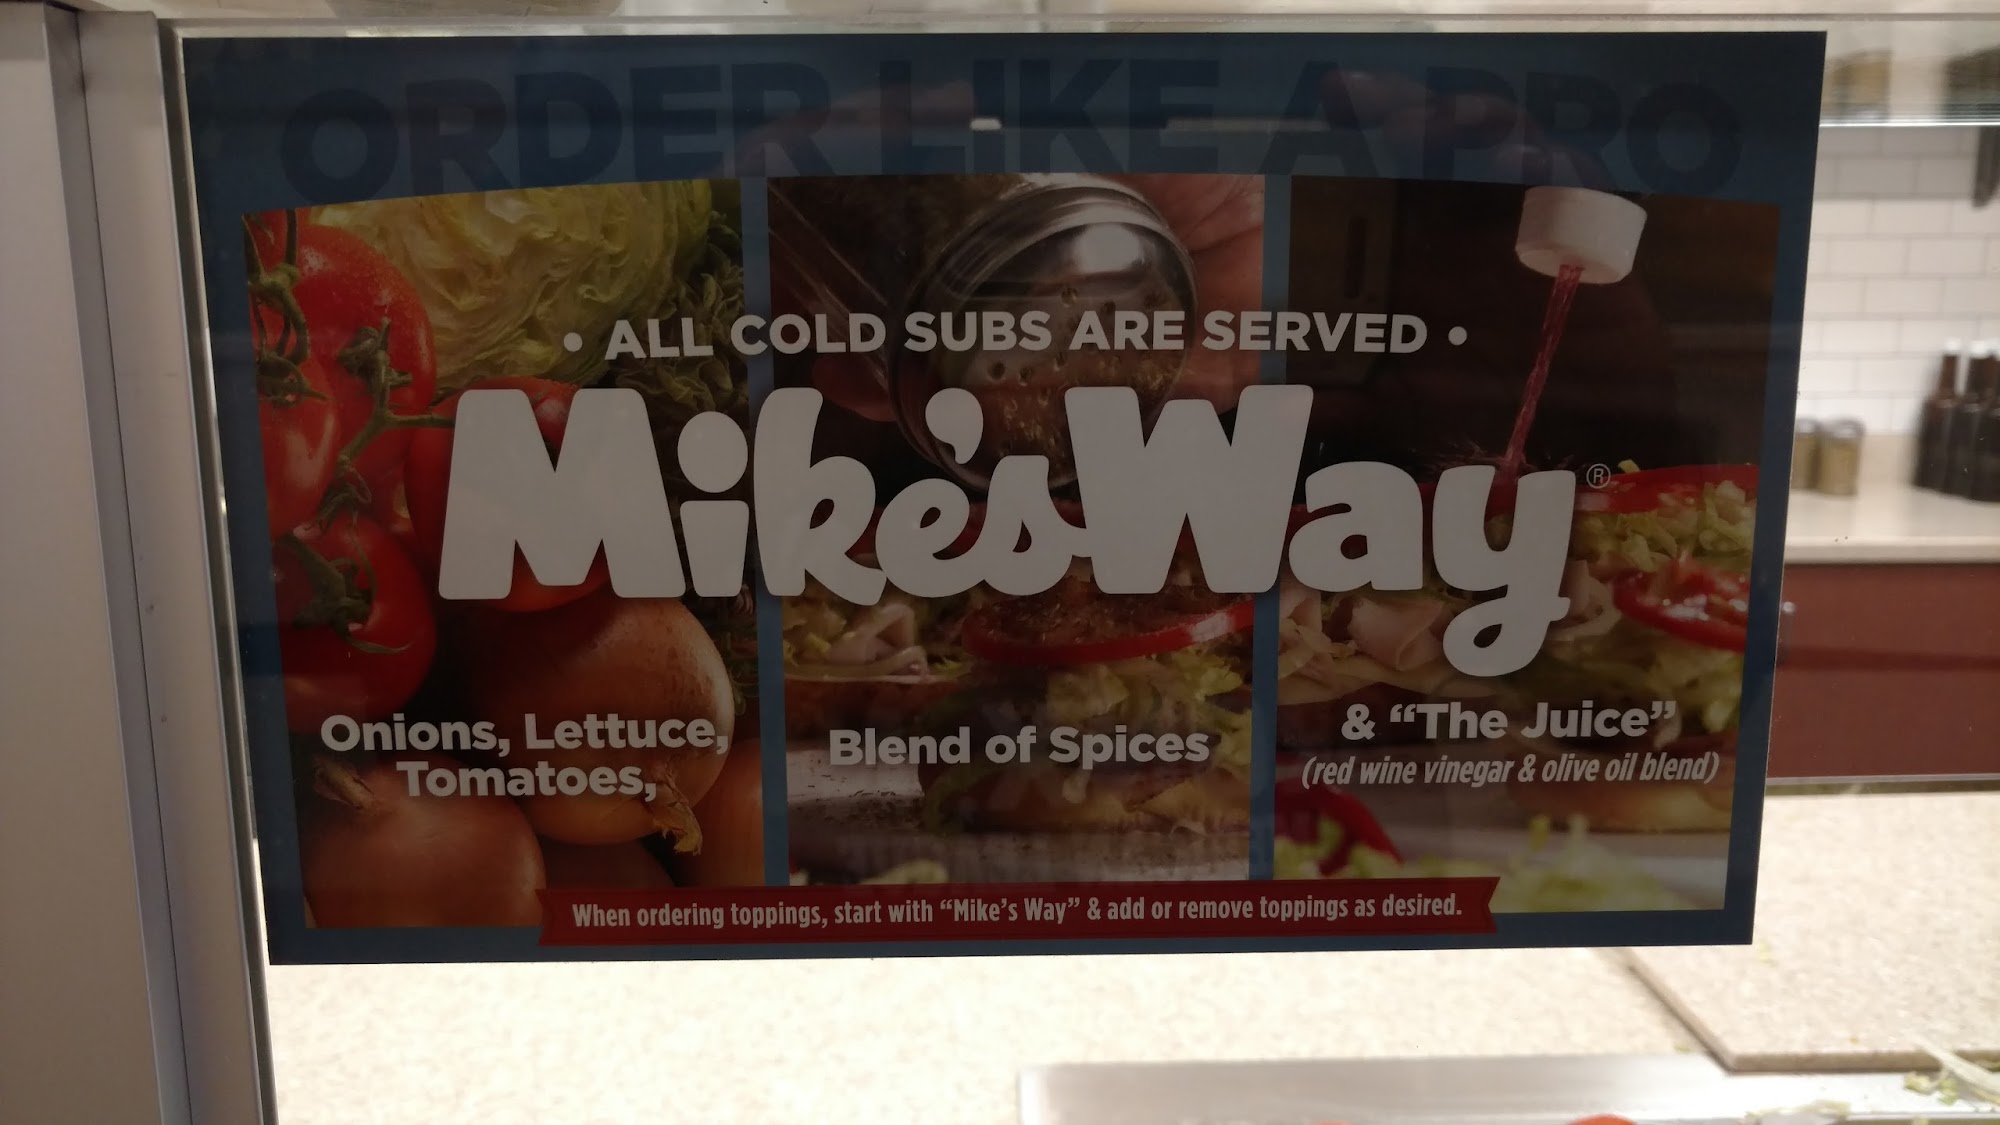 ORDER LIKE A PRO
• ALL COLD SUBS ARE SERVED •
Mike's Way®
Onions, Lettuce,
Tomatoes,
Blend of Spices
& “The Juice”
(red wine vinegar & olive oil blend)
When ordering toppings, start with “Mike's Way” & add or remove toppings as desired.